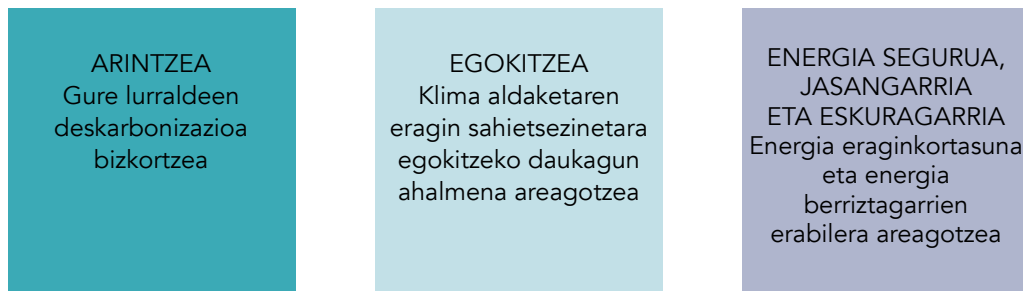 ARINTZEA
Gure lurraldeen
deskarbonizazioa
bizkortzea
EGOKITZEA
Klima aldaketaren
eragin sahietsezinetara
egokitzeko daukagun
ahalmena areagotzea
ENERGIA SEGURUA,
JASANGARRIA
ETA ESKURAGARRIA
Energia eraginkortasuna
eta energia
berriztagarrien
erabilera areagotzea